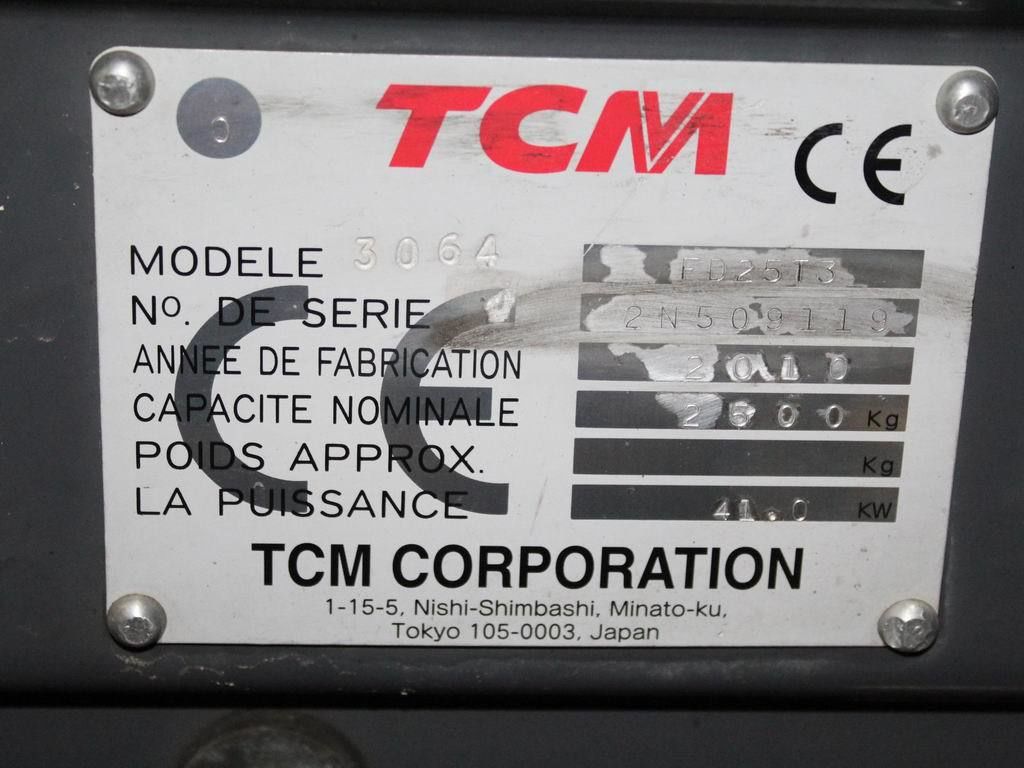 0
TCM CE
MODELE 3064 FD25T3
Nº. DE SERIE 2N509119
ANNEE DE FABRICATION 2010
CAPACITE NOMINALE 2500 Kg
POIDS APPROX. Kg
LA PUISSANCE 41.0 KW
CE
TCM CORPORATION
1-15-5, Nishi-Shimbashi, Minato-ku,
Tokyo 105-0003, Japan